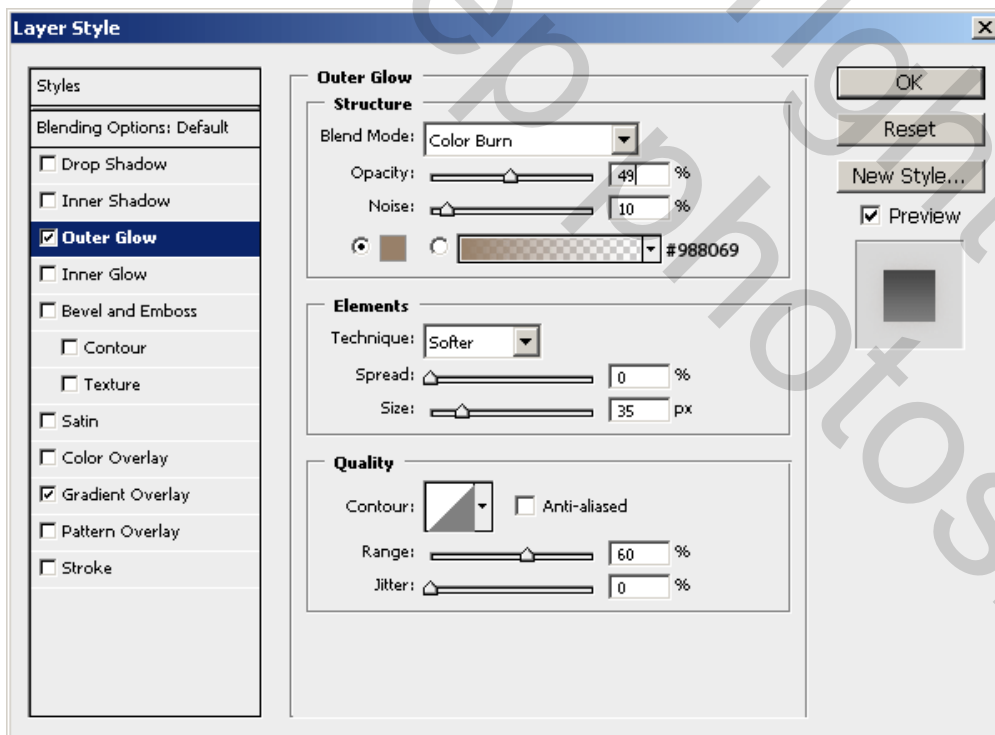 Layer Style
Styles
Blending Options: Default
Drop Shadow
Inner Shadow
Outer Glow
Inner Glow
Bevel and Emboss
Contour
Texture
Satin
Color Overlay
Gradient Overlay
Pattern Overlay
Stroke
Outer Glow
Structure
Blend Mode: Color Burn
Opacity: 49 %
Noise: 10 %
#988069
Elements
Technique: Softer
Spread: 0 %
Size: 35 px
Quality
Contour: Anti-aliased
Range: 60 %
Jitter: 0 %
OK
Reset
New Style...
Preview